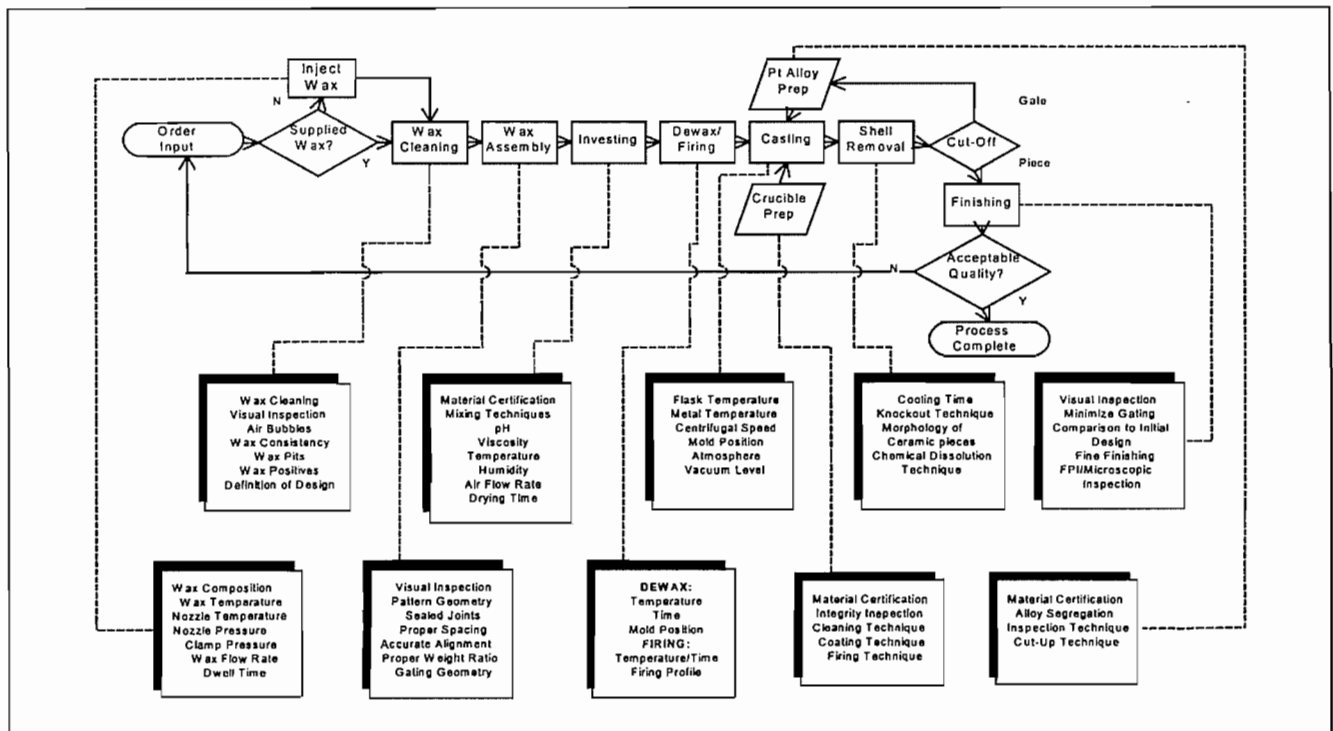 Inject
Wax
N
Order
Input
Supplied
Wax?
Y
Wax
Cleaning
Wax
Assembly
Investing
Dewax/
Firing
Casting
Shell
Removal
Cut-Off
Pt Alloy
Prep
Crucible
Prep
Gate
Piece
Finishing
Acceptable
Quality?
N
Y
Process
Complete
Wax Cleaning
Visual Inspection
Air Bubbles
Wax Consistency
Wax Pits
Wax Positives
Definition of Design
Material Certification
Mixing Techniques
pH
Viscosity
Temperature
Humidity
Air Flow Rate
Drying Time
Flask Temperature
Metal Temperature
Centrifugal Speed
Mold Position
Atmosphere
Vacuum Level
Cooling Time
Knockout Technique
Morphology of
Ceramic pieces
Chemical Dissolution
Technique
Visual Inspection
Minimize Gating
Comparison to Initial
Design
Fine Finishing
FPI/Microscopic
Inspection
Wax Composition
Wax Temperature
Nozzle Temperature
Nozzle Pressure
Clamp Pressure
Wax Flow Rate
Dwell Time
Visual Inspection
Pattern Geometry
Sealed Joints
Proper Spacing
Accurate Alignment
Proper Weight Ratio
Gating Geometry
DEWAX:
Temperature
Time
Mold Position
FIRING:
Temperature/Time
Firing Profile
Material Certification
Integrity Inspection
Cleaning Technique
Coating Technique
Firing Technique
Material Certification
Alloy Segregation
Inspection Technique
Cut-Up Technique